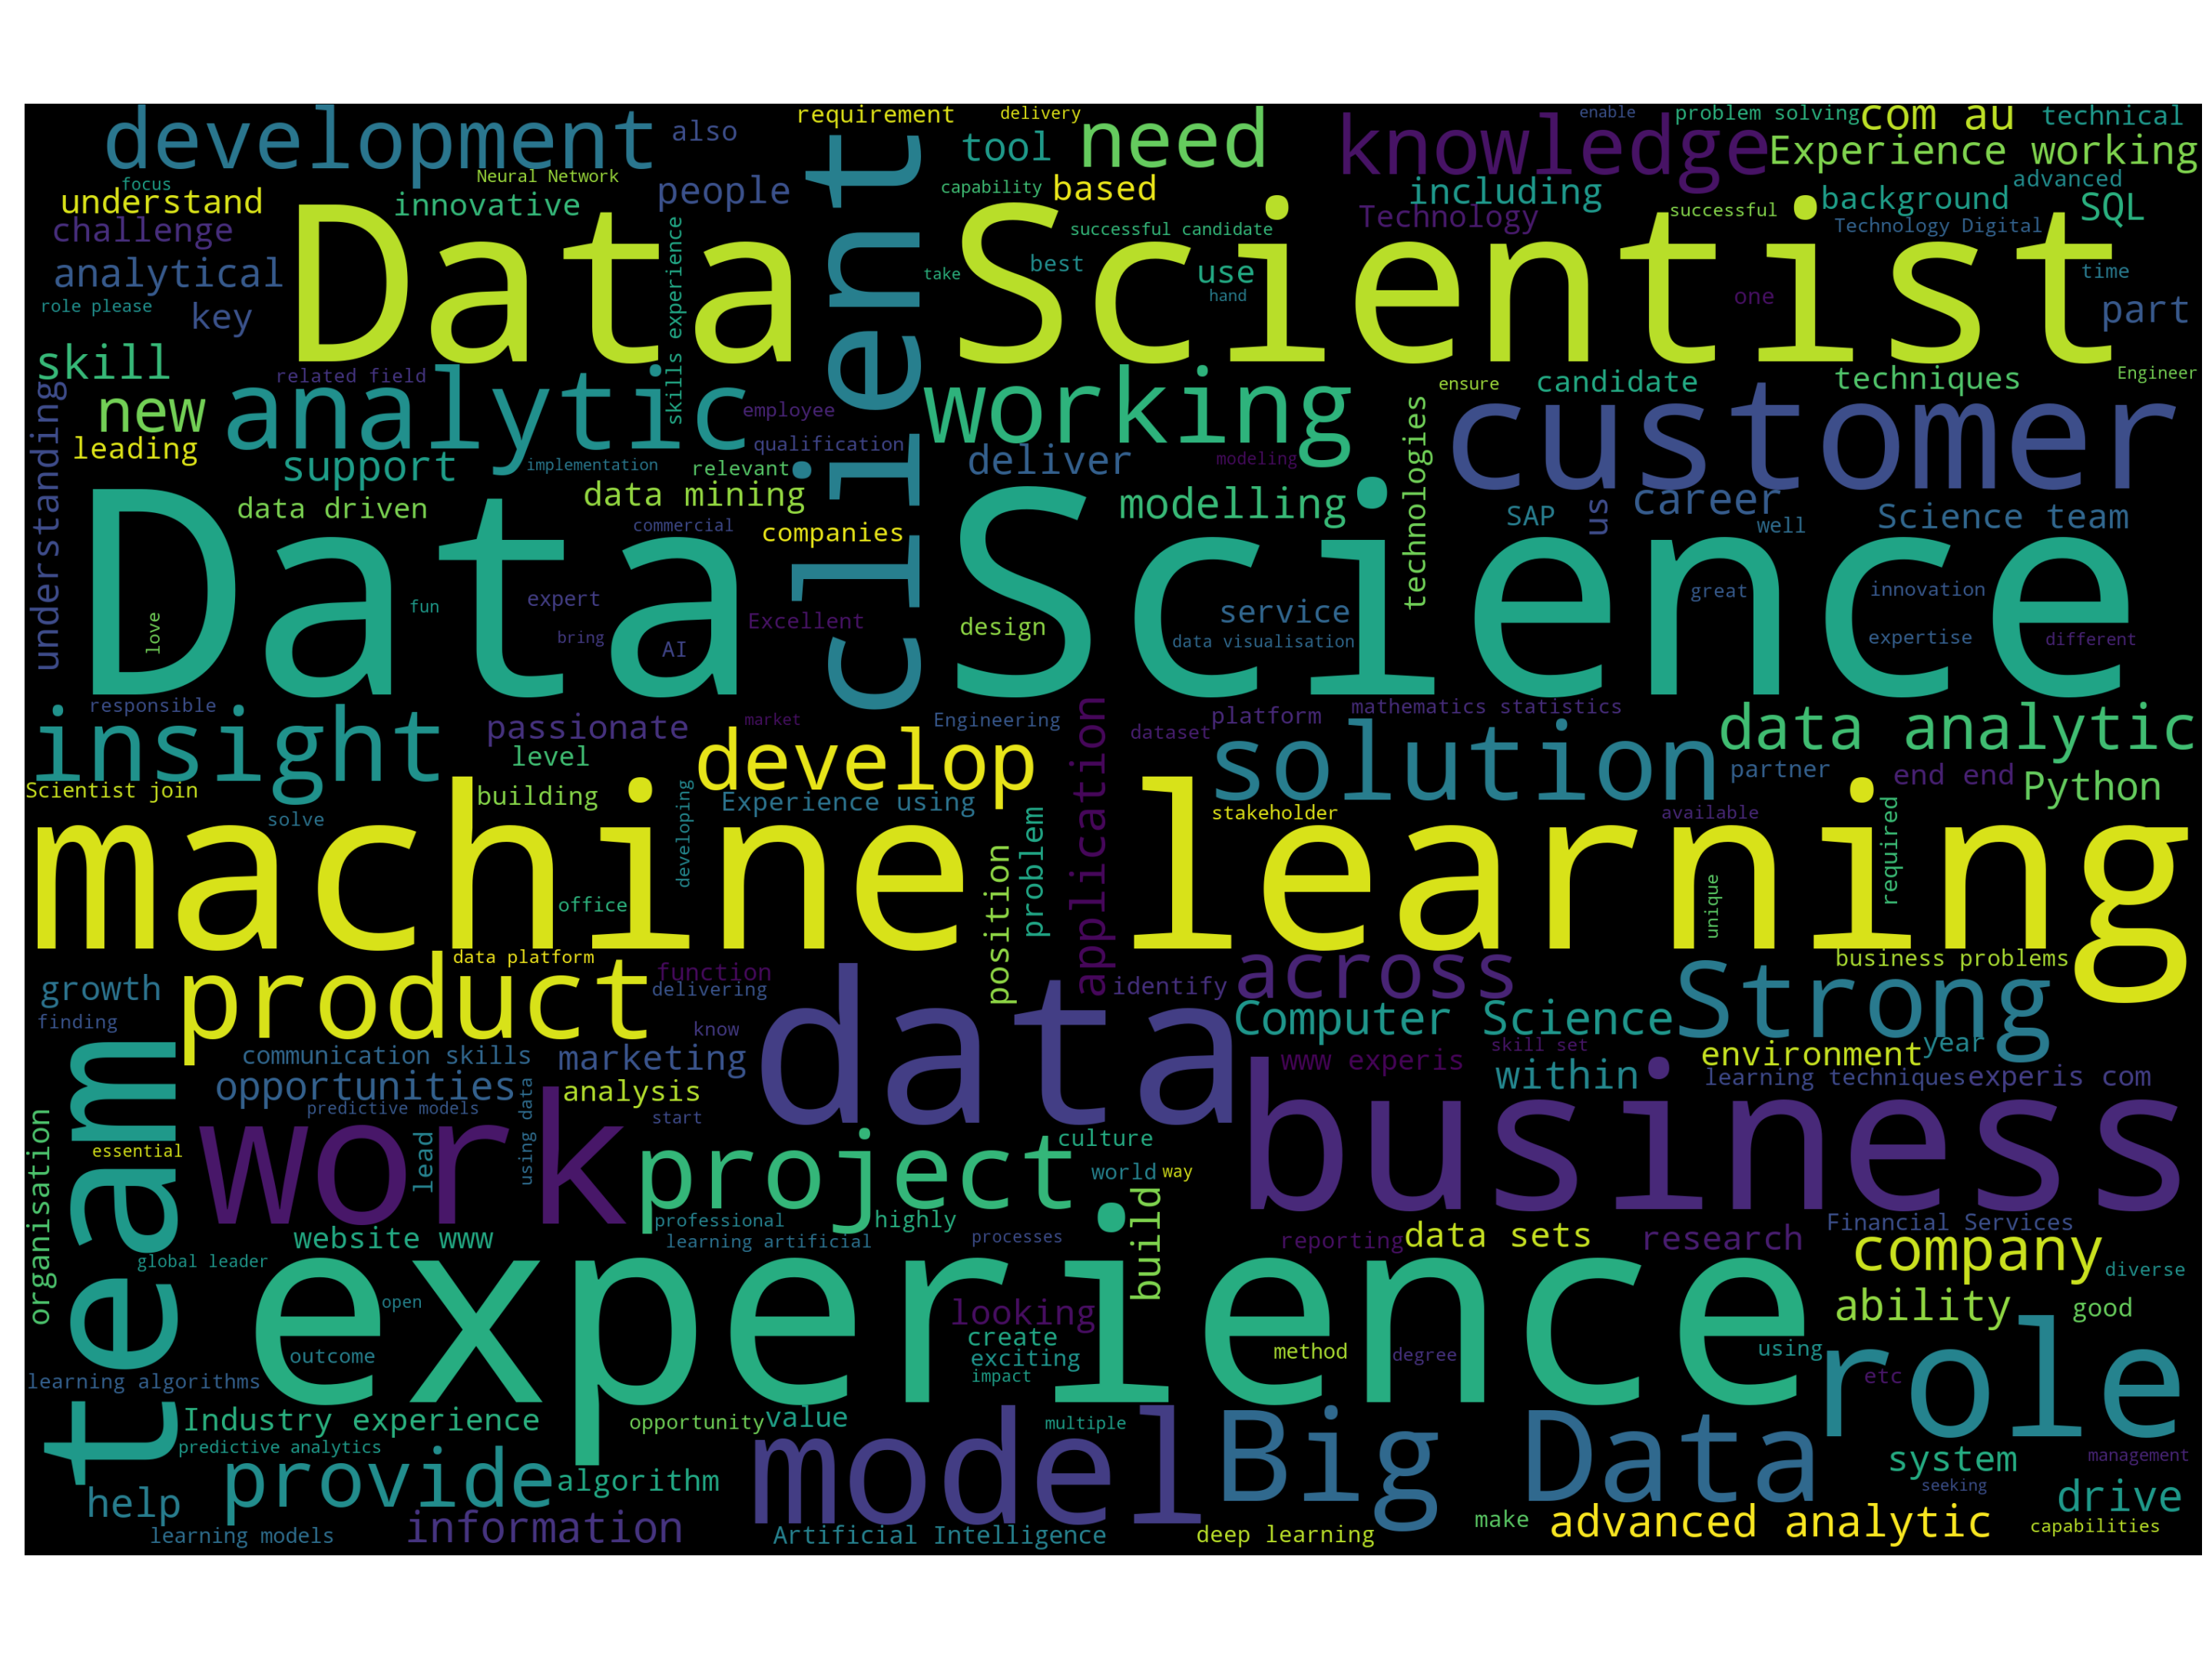 development
also
requirement
delivery
need
knowledge
enable
problem solving
com au
technical
tool
Experience working
focus
Neural Network
people
capability
based
including
advanced
understand
innovative
Technology
successful
background
SQL
challenge
skills experience
client
successful candidate
Technology Digital
Data Scientist
analytical
take
best
use
hand
one
time
role please
key
part
skill
related field
analytic
working
ensure
candidate
techniques
Engineer
understanding
new
employee
technologies
customer
leading
support
implementation
qualification
relevant
deliver
modeling
data driven
data mining
modelling
career
SAP
us
well
Science team
commercial
companies
Data Science
love
fun
expert
bring
AI
Excellent
design
service
data visualisation
great
innovation
expertise
different
responsible
insight
passionate
market
develop
Engineering
application
dataset
platform
mathematics statistics
solution
data analytic
level
partner
end end
Python
Scientist join
solve
building
developing
Experience using
problem
stakeholder
available
required
machine learning
office
position
unique
product
data platform
function
delivering
identify
across
business problems
growth
finding
know
data
Computer Science
Strong
team
communication skills
marketing
www experis
skill set
environment
year
opportunities
analysis
within
learning techniques
experis com
organisation
predictive models
using data
start
business
essential
work
lead
project
culture
world
way
build
website www
professional
highly
learning artificial
processes
reporting
data sets
research
Financial Services
company
global leader
experience
diverse
open
looking
ability
good
outcome
create
exciting
impact
method
degree
using
role
etc
learning algorithms
Industry experience
opportunity
value
model
multiple
Big Data
predictive analytics
provide
algorithm
system
management
help
seeking
drive
learning models
information
Artificial Intelligence
deep learning
make
advanced analytic
capabilities